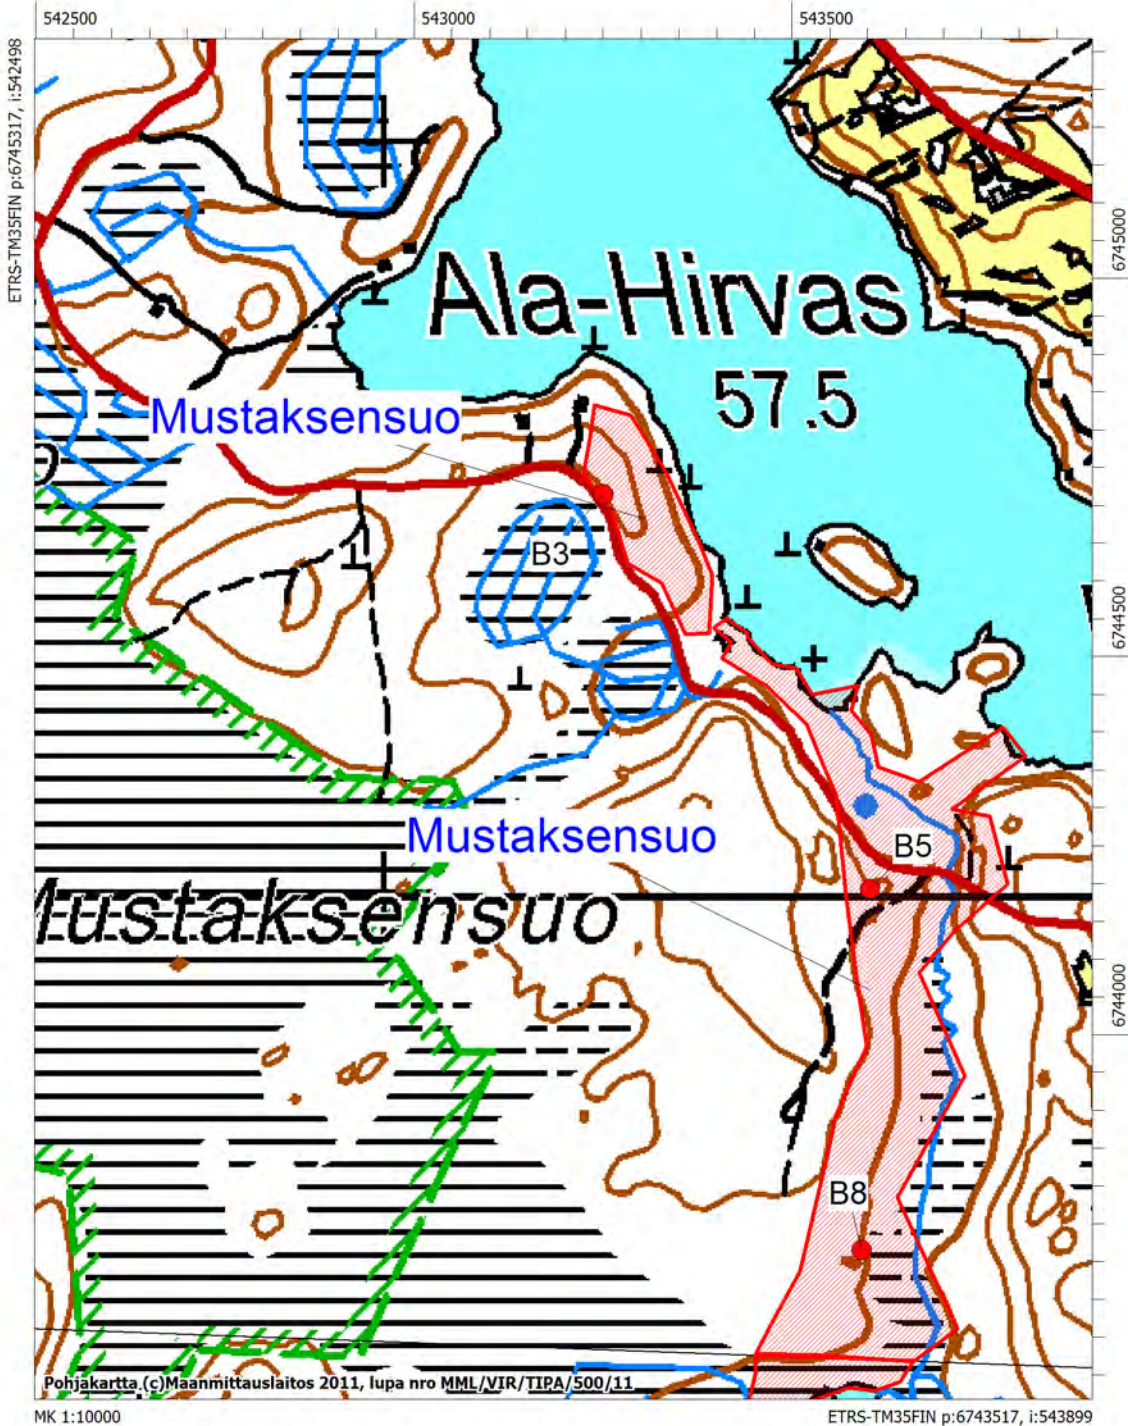 542500
543000
543500
ETRS-TM35FIN p:6745317, i:542498
6745000
Ala-Hirvas
57.5
Mustaksensuo
B3
6744500
Mustaksensuo
B5
Mustaksensuo
6744000
B8
Pohjakartta (c)Maanmittauslaitos 2011, lupa nro MML/VIR/TIPA/500/11
MK 1:10000
ETRS-TM35FIN p:6743517, i:543899